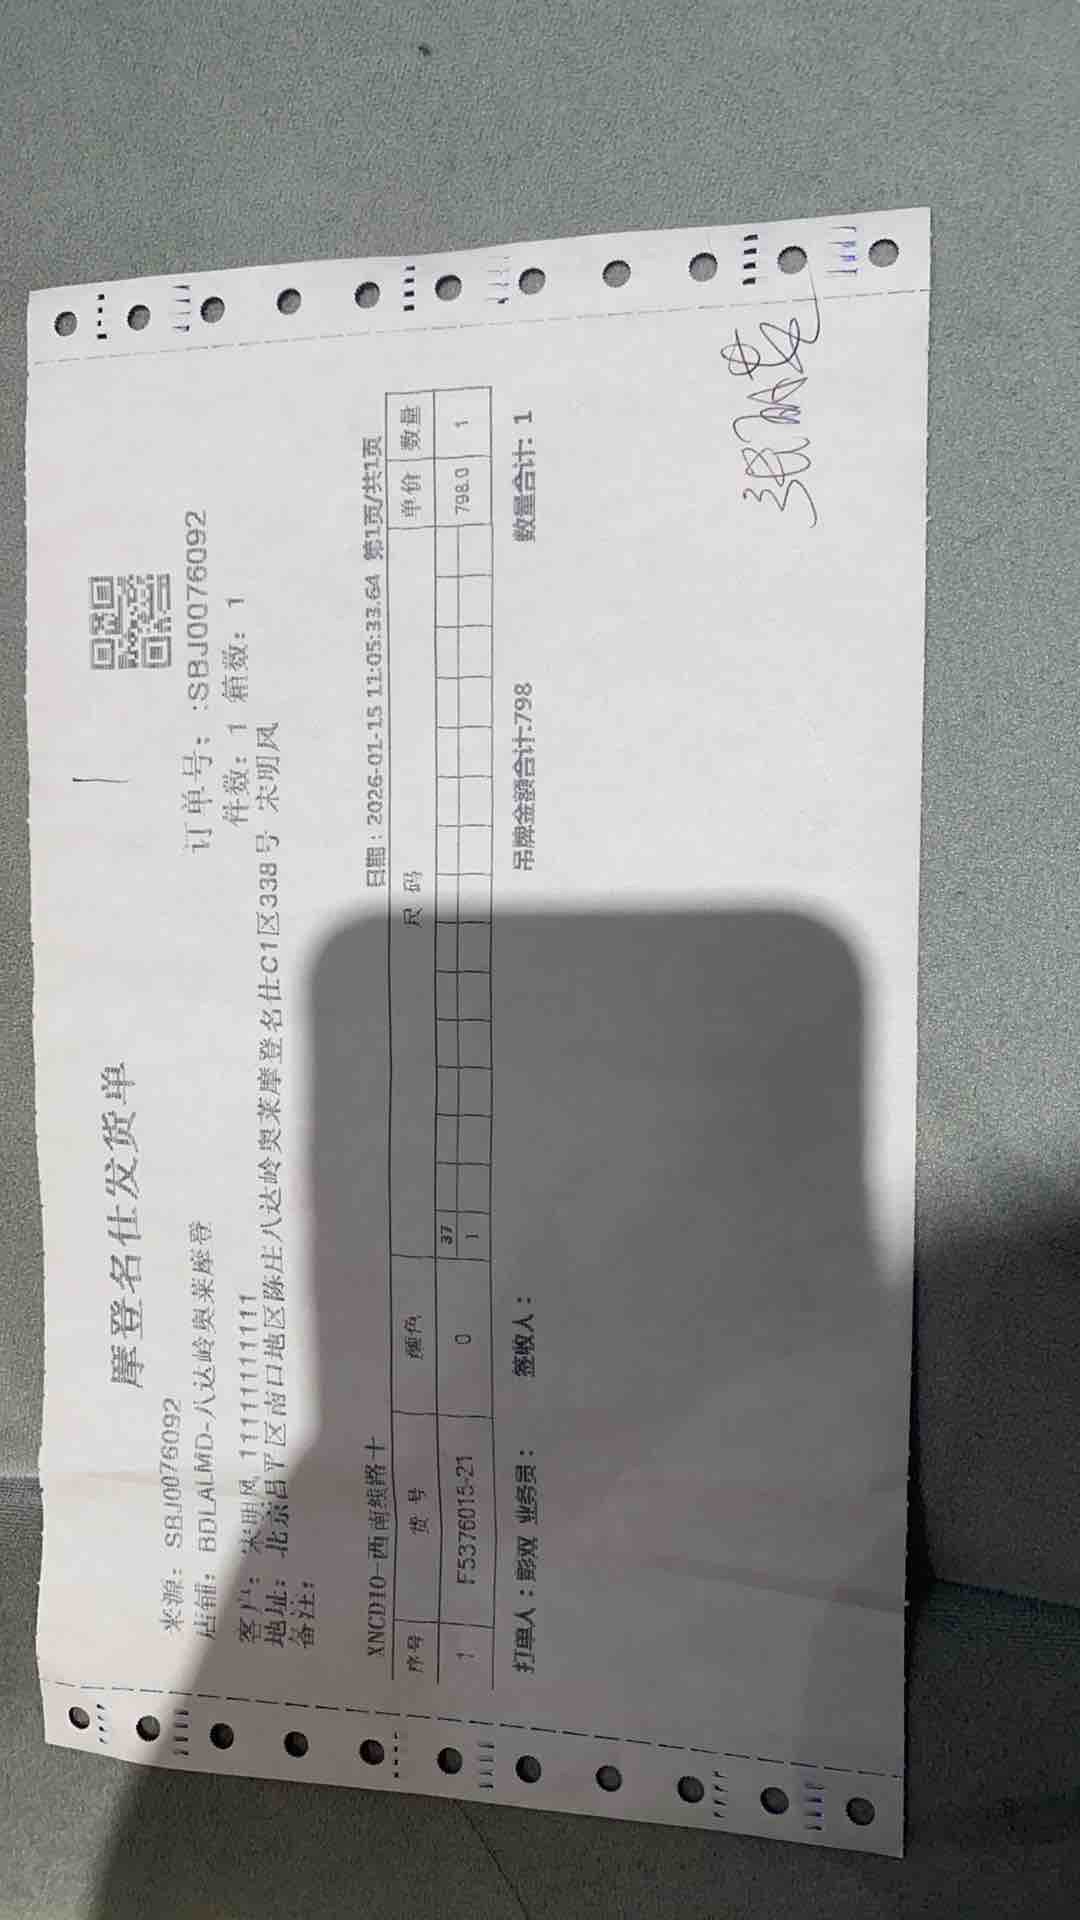 摩登名仕发货单
来源：SBJ0076092
订单号：:SBJ0076092
店铺：BDLALMD-八达岭奥莱摩登
件数：1 箱数：1
客户：宋明风 11111111111
地址：北京昌平区南口地区陈庄八达岭奥莱摩登名仕C1区338号 宋明风
备注：
XNCD10-西南线路十 日期：2026-01-15 11:05:33.64 第1页/共1页
序号 货号 颜色 尺码 单价 数量
37
1 F5376015-21 0 1 798.0 1
打单人：彭双 业务员： 签收人： 吊牌金额合计:798 数量合计：1